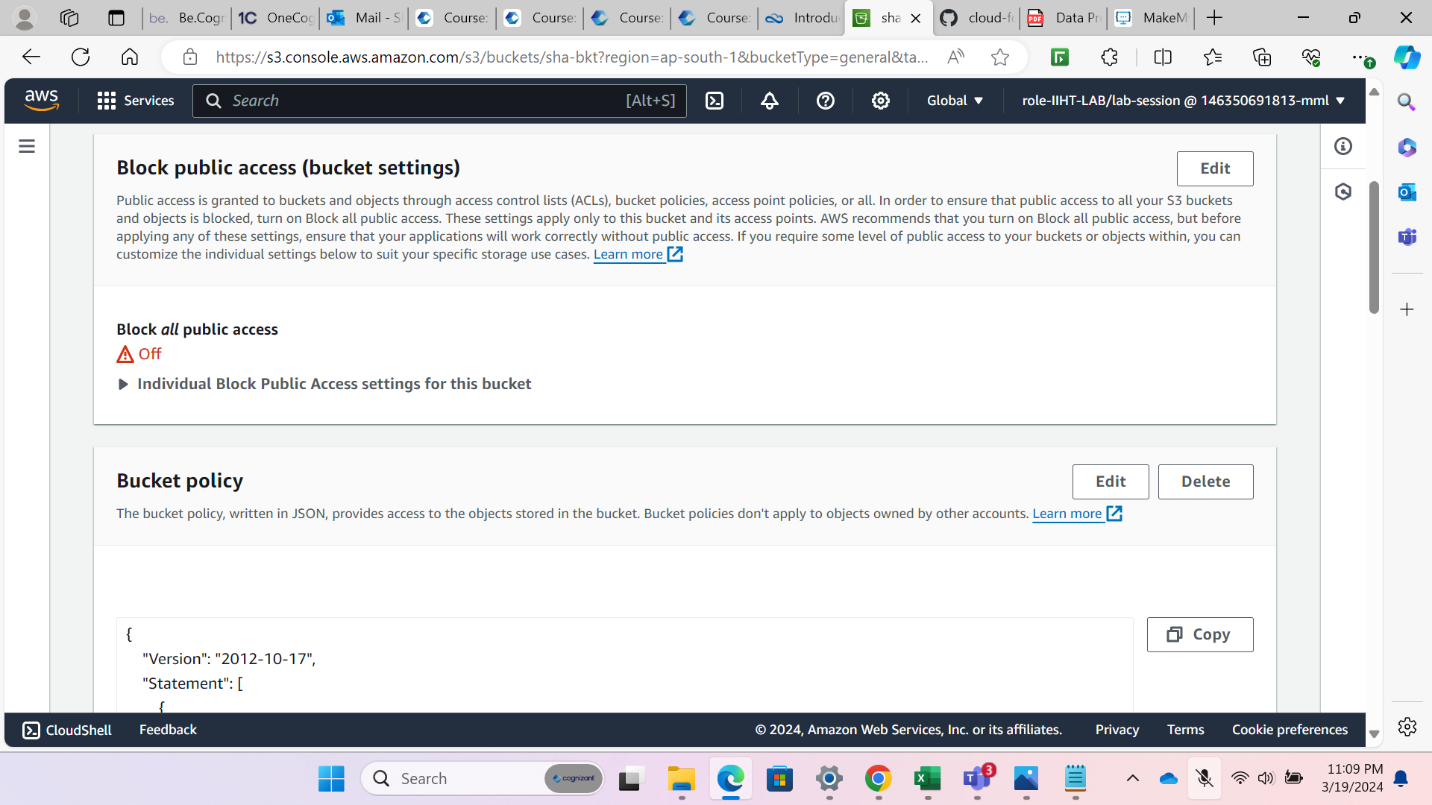 be. Be.Cogr
1C OneCog
Mail - S
Course:
Course:
Course:
Course:
Introdu
sha
cloud-fo
PDF Data Pr
MakeM
https://s3.console.aws.amazon.com/s3/buckets/sha-bkt?region=ap-south-1&bucketType=general&ta...
aws
Services
Search
[Alt+S]
Global
role-IIHT-LAB/lab-session @ 146350691813-mml
Block public access (bucket settings)
Edit
Public access is granted to buckets and objects through access control lists (ACLs), bucket policies, access point policies, or all. In order to ensure that public access to all your S3 buckets
and objects is blocked, turn on Block all public access. These settings apply only to this bucket and its access points. AWS recommends that you turn on Block all public access, but before
applying any of these settings, ensure that your applications will work correctly without public access. If you require some level of public access to your buckets or objects within, you can
customize the individual settings below to suit your specific storage use cases. Learn more
Block all public access
Off
Individual Block Public Access settings for this bucket
Bucket policy
Edit
Delete
The bucket policy, written in JSON, provides access to the objects stored in the bucket. Bucket policies don't apply to objects owned by other accounts. Learn more
{
"Version": "2012-10-17",
"Statement": [
{
Copy
CloudShell
Feedback
© 2024, Amazon Web Services, Inc. or its affiliates.
Privacy
Terms
Cookie preferences
Search
cognizant
3
11:09 PM
3/19/2024